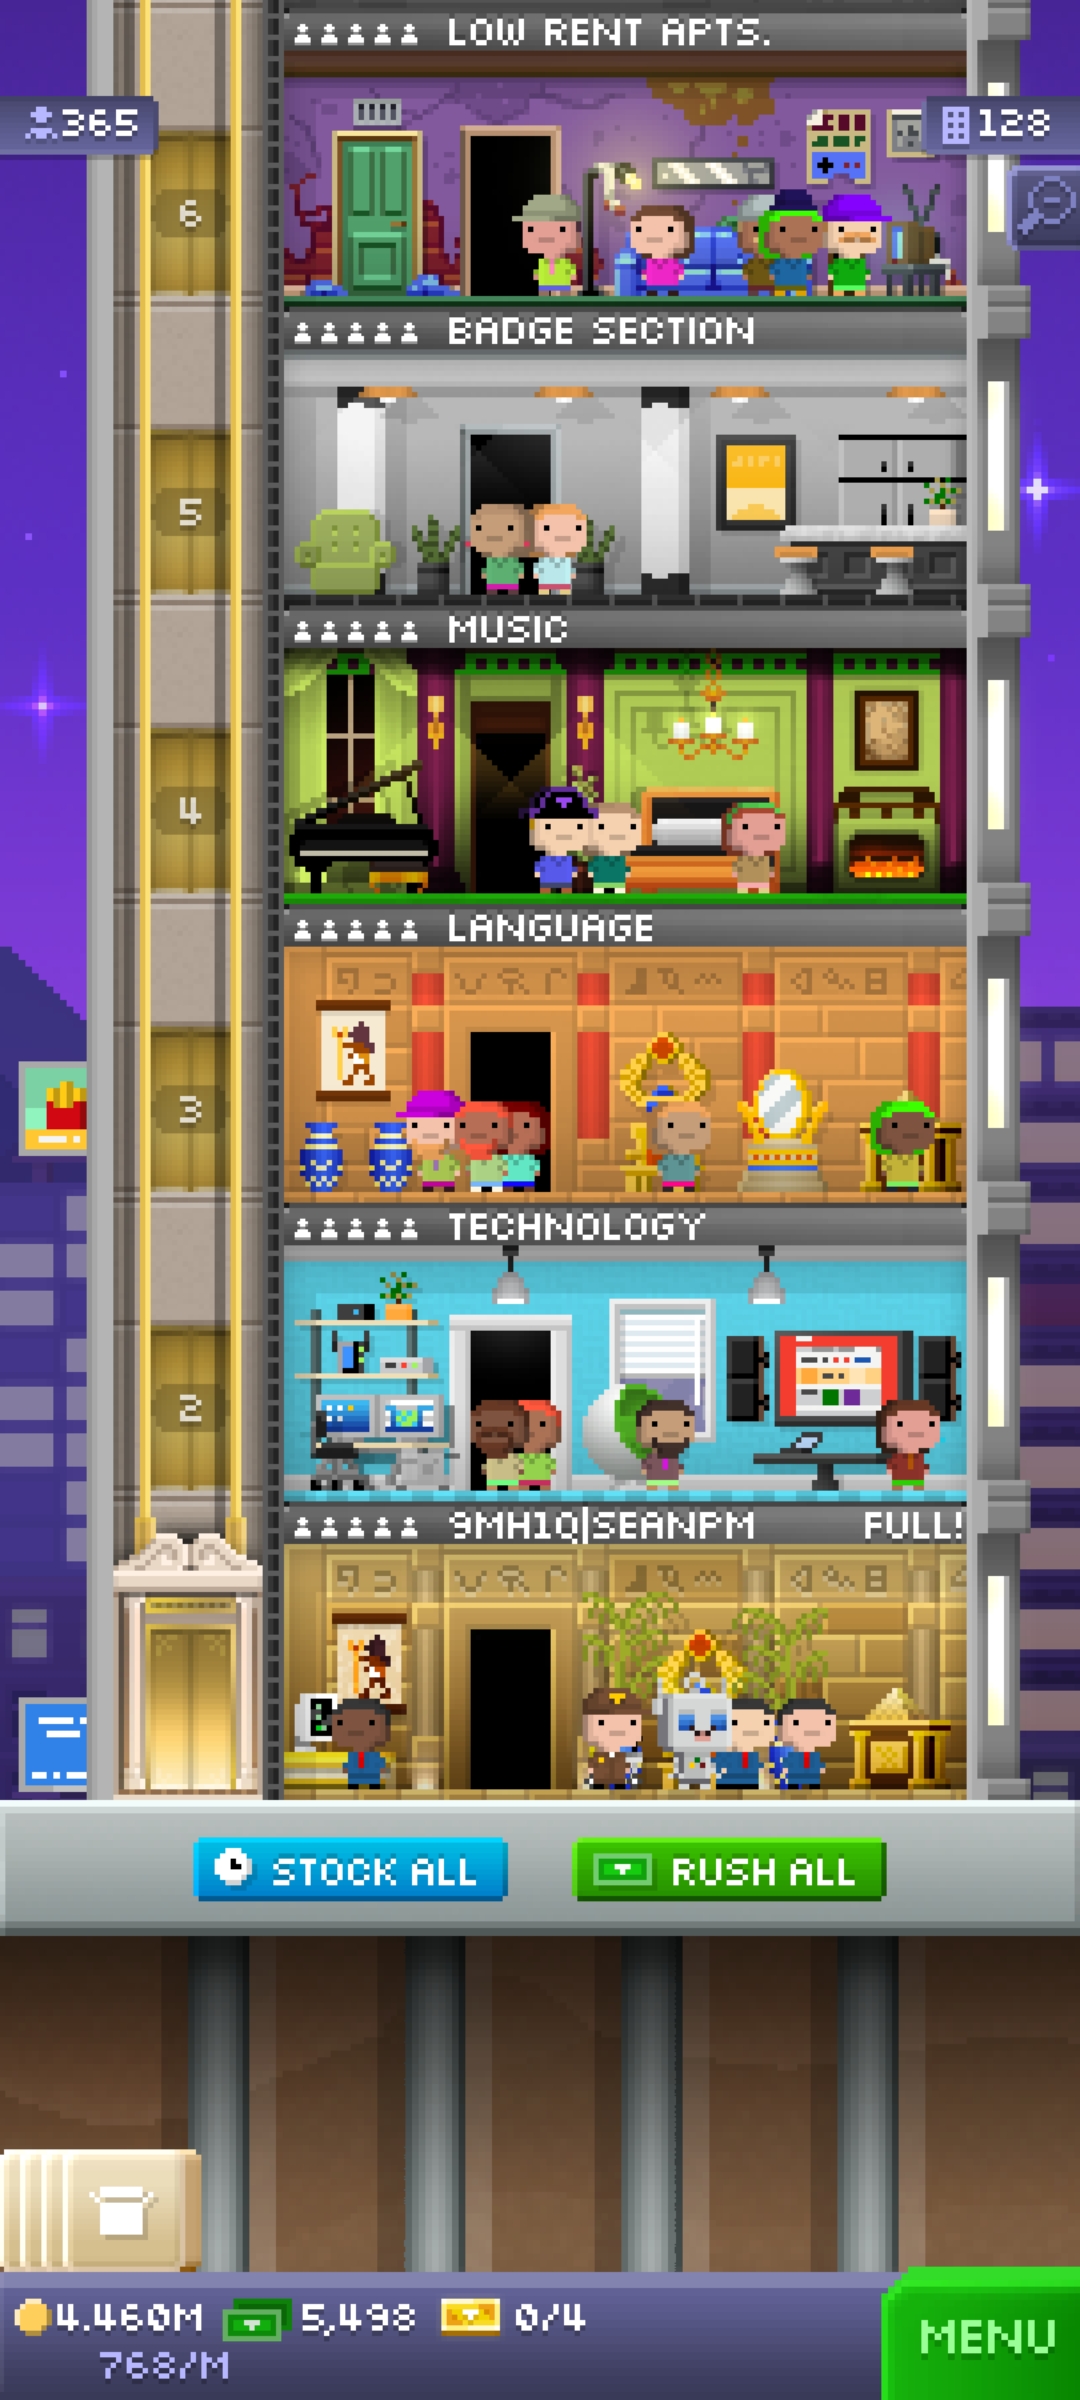 LOW RENT APTS.
365
128
6
BADGE SECTION
5
MUSIC
4
LANGUAGE
3
TECHNOLOGY
2
9MH1Q|SEANPM FULL!
STOCK ALL
RUSH ALL
4.460M 5,498 0/4
768/M
MENU